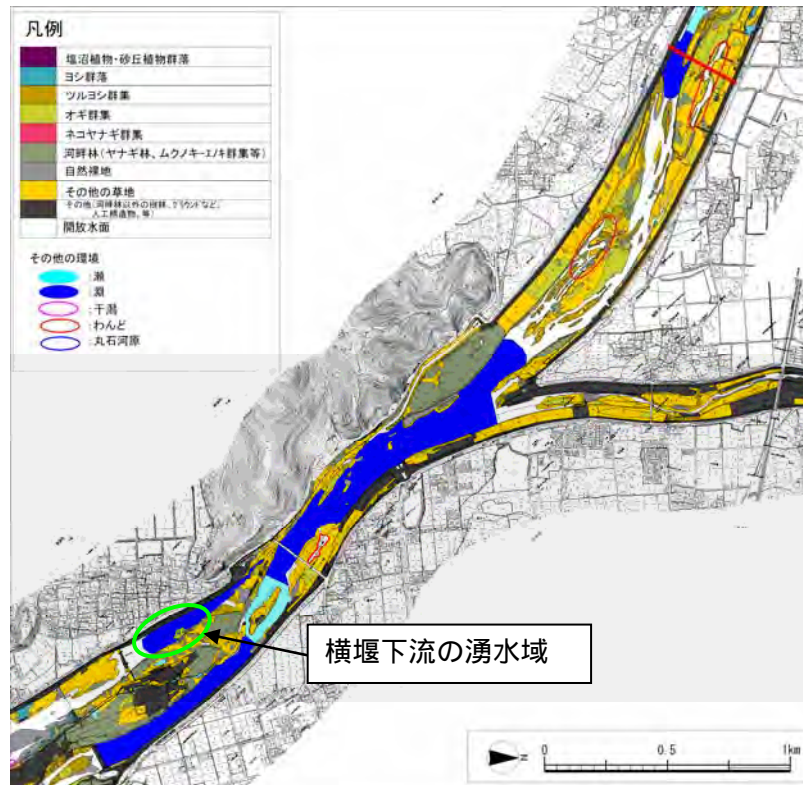 凡例
塩沼植物・砂丘植物群落
ヨシ群落
ツルヨシ群集
オギ群集
ネコヤナギ群集
河畔林(ヤナギ林、ムクノキーエノキ群集等)
自然裸地
その他の草地
その他(河畔林以外の樹林、グラウンドなど、
人工構造物、等)
開放水面
その他の環境
:瀬
:淵
:干潟
:わんど
:丸石河原
横堰下流の湧水域
N
0
0.5
1km